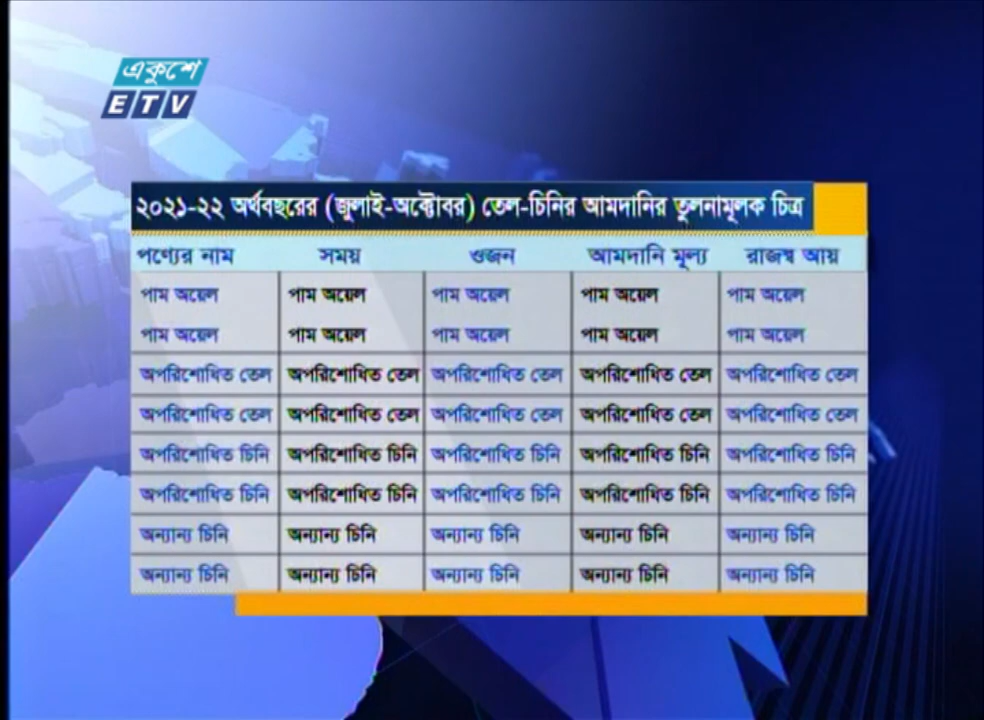 একুশে
ETV
২০২১-২২ অর্থবছরের (জুলাই-অক্টোবর) তেল-চিনির আমদানির তুলনামূলক চিত্র
পণ্যের নাম সময় ওজন আমদানি মূল্য রাজস্ব আয়
পাম অয়েল পাম অয়েল পাম অয়েল পাম অয়েল পাম অয়েল
পাম অয়েল পাম অয়েল পাম অয়েল পাম অয়েল পাম অয়েল
অপরিশোধিত তেল অপরিশোধিত তেল অপরিশোধিত তেল অপরিশোধিত তেল অপরিশোধিত তেল
অপরিশোধিত তেল অপরিশোধিত তেল অপরিশোধিত তেল অপরিশোধিত তেল অপরিশোধিত তেল
অপরিশোধিত চিনি অপরিশোধিত চিনি অপরিশোধিত চিনি অপরিশোধিত চিনি অপরিশোধিত চিনি
অপরিশোধিত চিনি অপরিশোধিত চিনি অপরিশোধিত চিনি অপরিশোধিত চিনি অপরিশোধিত চিনি
অন্যান্য চিনি অন্যান্য চিনি অন্যান্য চিনি অন্যান্য চিনি অন্যান্য চিনি
অন্যান্য চিনি অন্যান্য চিনি অন্যান্য চিনি অন্যান্য চিনি অন্যান্য চিনি